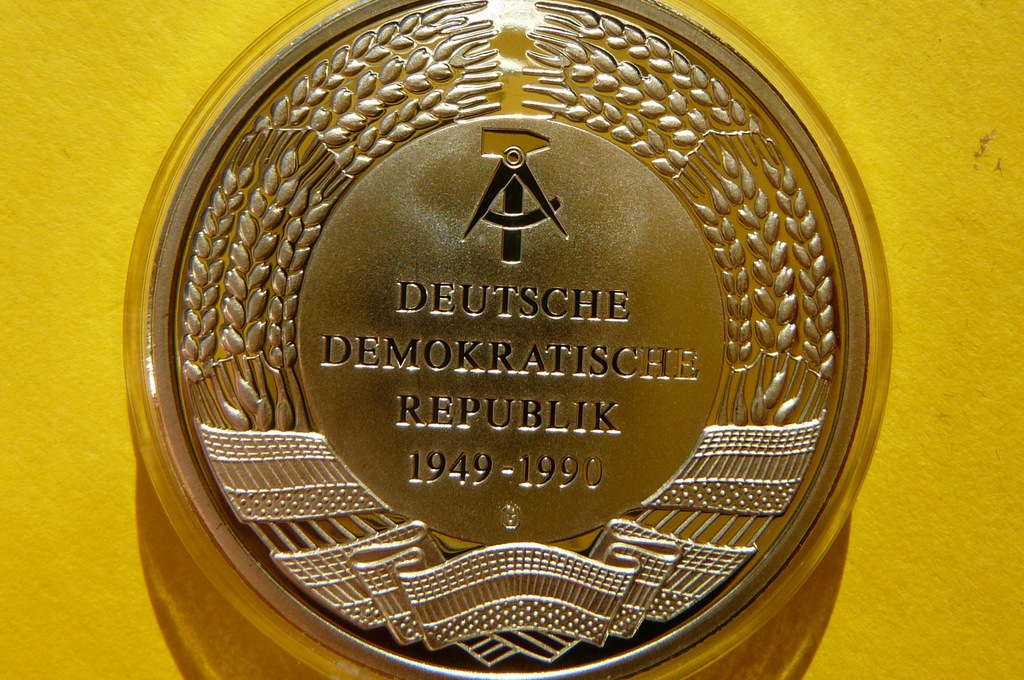 DEUTSCHE
DEMOKRATISCHE
REPUBLIK
1949-1990